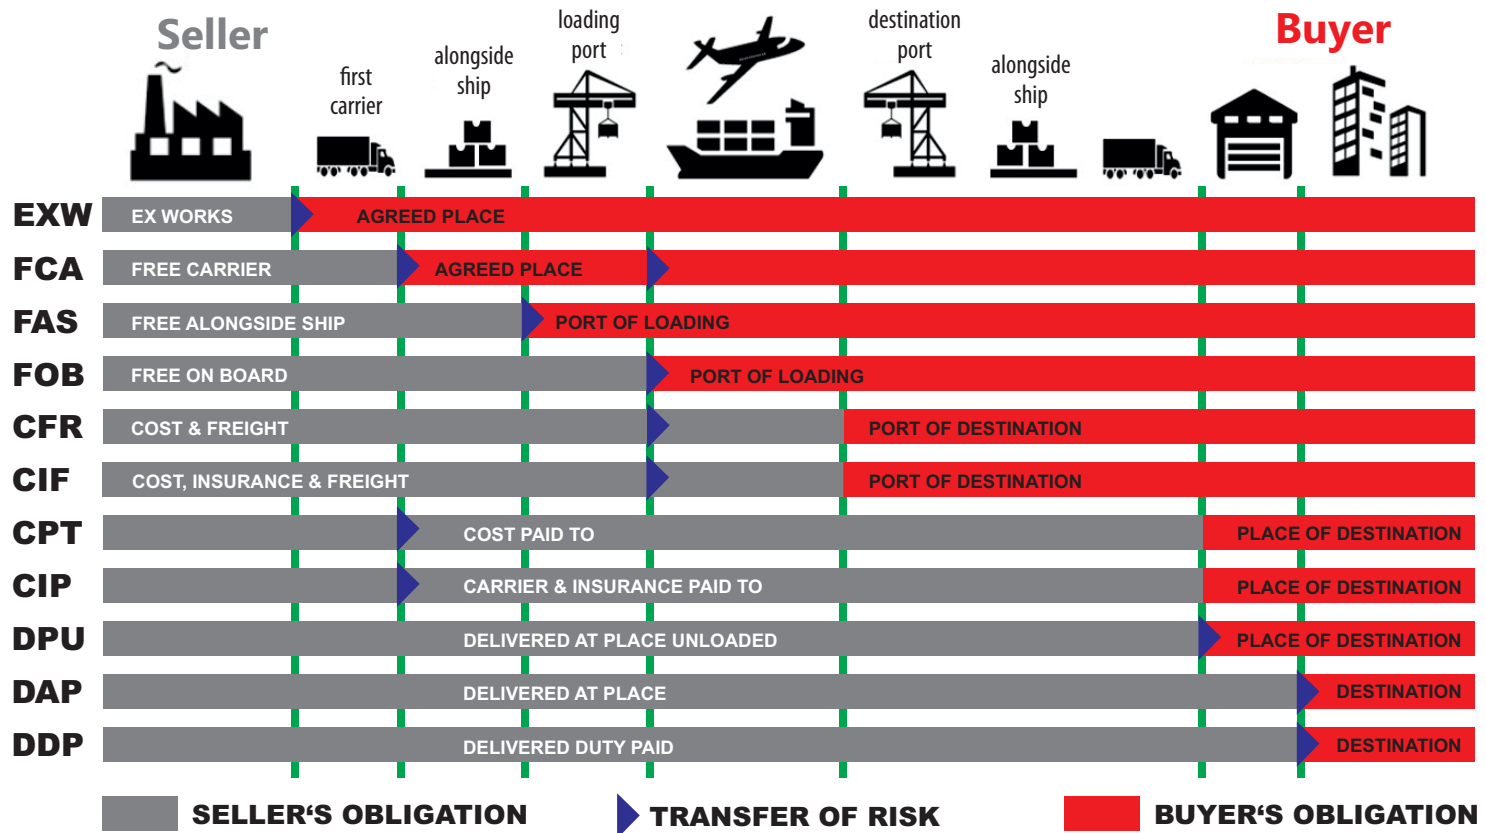 Seller
first
carrier
alongside
ship
loading
port
destination
port
alongside
ship
Buyer
EXW EX WORKS AGREED PLACE
FCA FREE CARRIER AGREED PLACE
FAS FREE ALONGSIDE SHIP PORT OF LOADING
FOB FREE ON BOARD PORT OF LOADING
CFR COST & FREIGHT PORT OF DESTINATION
CIF COST, INSURANCE & FREIGHT PORT OF DESTINATION
CPT COST PAID TO PLACE OF DESTINATION
CIP CARRIER & INSURANCE PAID TO PLACE OF DESTINATION
DPU DELIVERED AT PLACE UNLOADED PLACE OF DESTINATION
DAP DELIVERED AT PLACE DESTINATION
DDP DELIVERED DUTY PAID DESTINATION
SELLER‘S OBLIGATION TRANSFER OF RISK BUYER‘S OBLIGATION